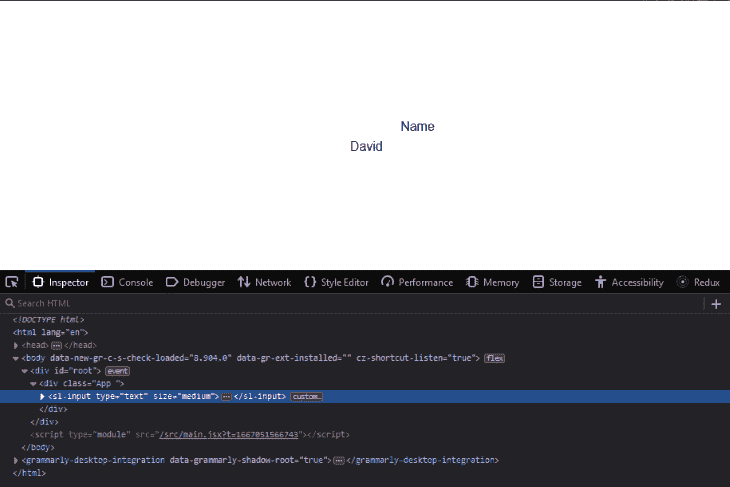 Name
David
Inspector Console Debugger Network Style Editor Performance Memory Storage Accessibility Redux
Search HTML
<!DOCTYPE html>
<html lang="en">
<head> </head>
<body data-new-gr-c-s-check-loaded="8.904.0" data-gr-ext-installed="" cz-shortcut-listen="true"> flex
<div id="root"> event
<div class="App ">
<sl-input type="text" size="medium"> </sl-input> custom…
</div>
</div>
<script type="module" src="/src/main.jsx?t=1667051566743"></script>
</body>
<grammarly-desktop-integration data-grammarly-shadow-root="true"> </grammarly-desktop-integration>
</html>